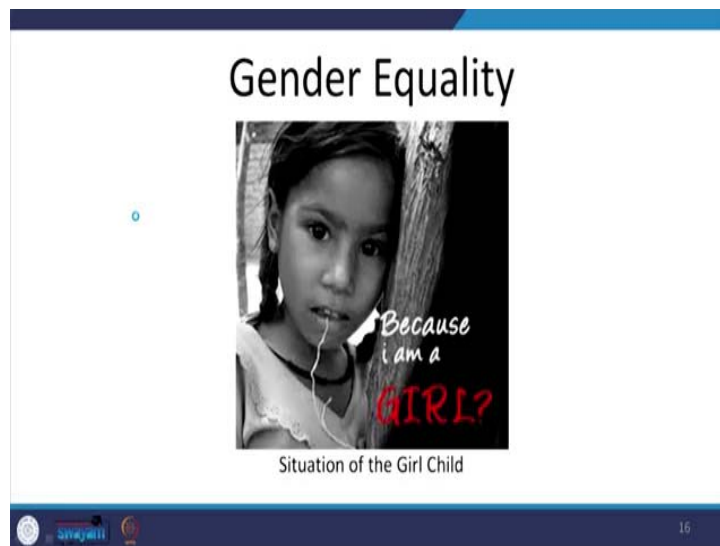 Gender Equality
Because
i am a
GIRL?
Situation of the Girl Child
swayam
16